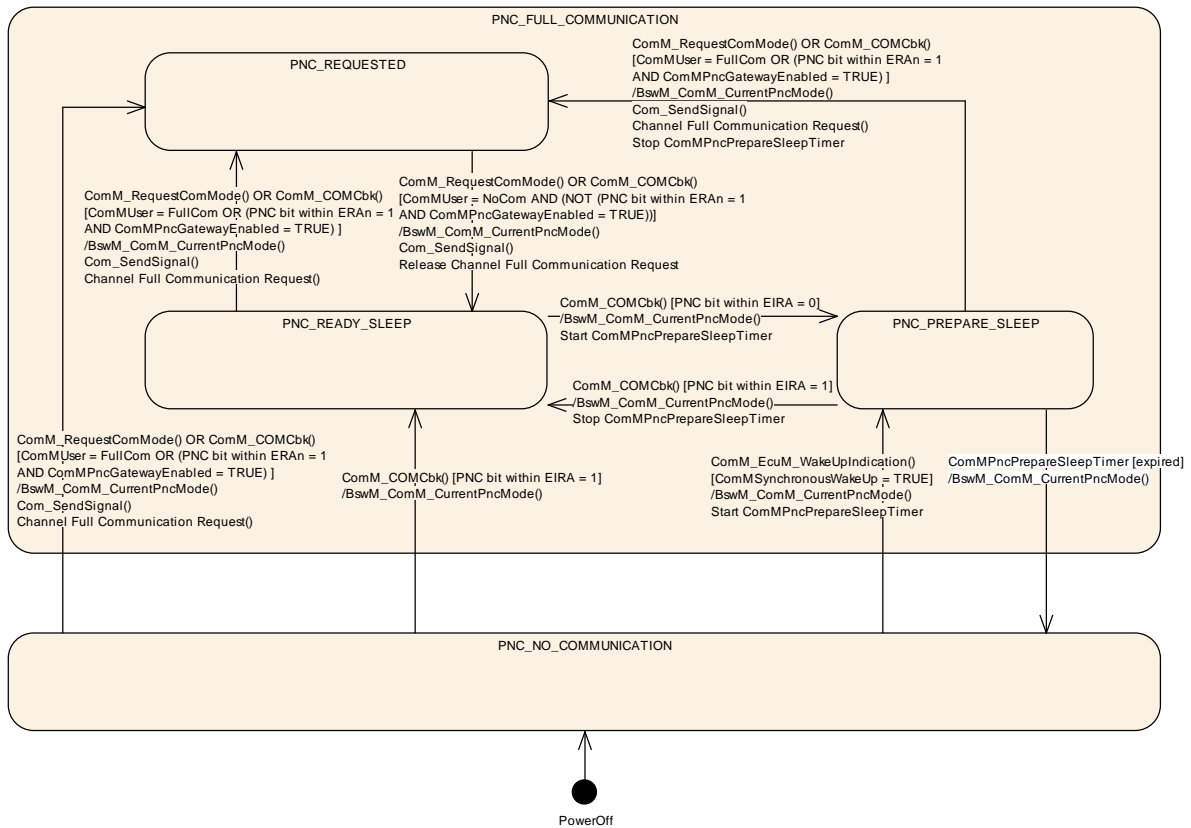 PNC_FULL_COMMUNICATION
PNC_REQUESTED
ComM_RequestComMode() OR ComM_COMCbk()
[ComMUser = FullCom OR (PNC bit within ERAn = 1
AND ComMPncGatewayEnabled = TRUE) ]
/BswM_ComM_CurrentPncMode()
Com_SendSignal()
Channel Full Communication Request()
Stop ComMPncPrepareSleepTimer
ComM_RequestComMode() OR ComM_COMCbk()
[ComMUser = FullCom OR (PNC bit within ERAn = 1
AND ComMPncGatewayEnabled = TRUE) ]
/BswM_ComM_CurrentPncMode()
Com_SendSignal()
Channel Full Communication Request()
ComM_RequestComMode() OR ComM_COMCbk()
[ComMUser = NoCom AND (NOT (PNC bit within ERAn = 1
AND ComMPncGatewayEnabled = TRUE))]
/BswM_ComM_CurrentPncMode()
Com_SendSignal()
Release Channel Full Communication Request
PNC_READY_SLEEP
ComM_COMCbk() [PNC bit within EIRA = 0]
/BswM_ComM_CurrentPncMode()
Start ComMPncPrepareSleepTimer
PNC_PREPARE_SLEEP
ComM_COMCbk() [PNC bit within EIRA = 1]
/BswM_ComM_CurrentPncMode()
Stop ComMPncPrepareSleepTimer
ComM_RequestComMode() OR ComM_COMCbk()
[ComMUser = FullCom OR (PNC bit within ERAn = 1
AND ComMPncGatewayEnabled = TRUE) ]
/BswM_ComM_CurrentPncMode()
Com_SendSignal()
Channel Full Communication Request()
ComM_COMCbk() [PNC bit within EIRA = 1]
/BswM_ComM_CurrentPncMode()
ComM_EcuM_WakeUpIndication()
[ComMSynchronousWakeUp = TRUE]
/BswM_ComM_CurrentPncMode()
Start ComMPncPrepareSleepTimer
ComMPncPrepareSleepTimer [expired]
/BswM_ComM_CurrentPncMode()
PNC_NO_COMMUNICATION
PowerOff